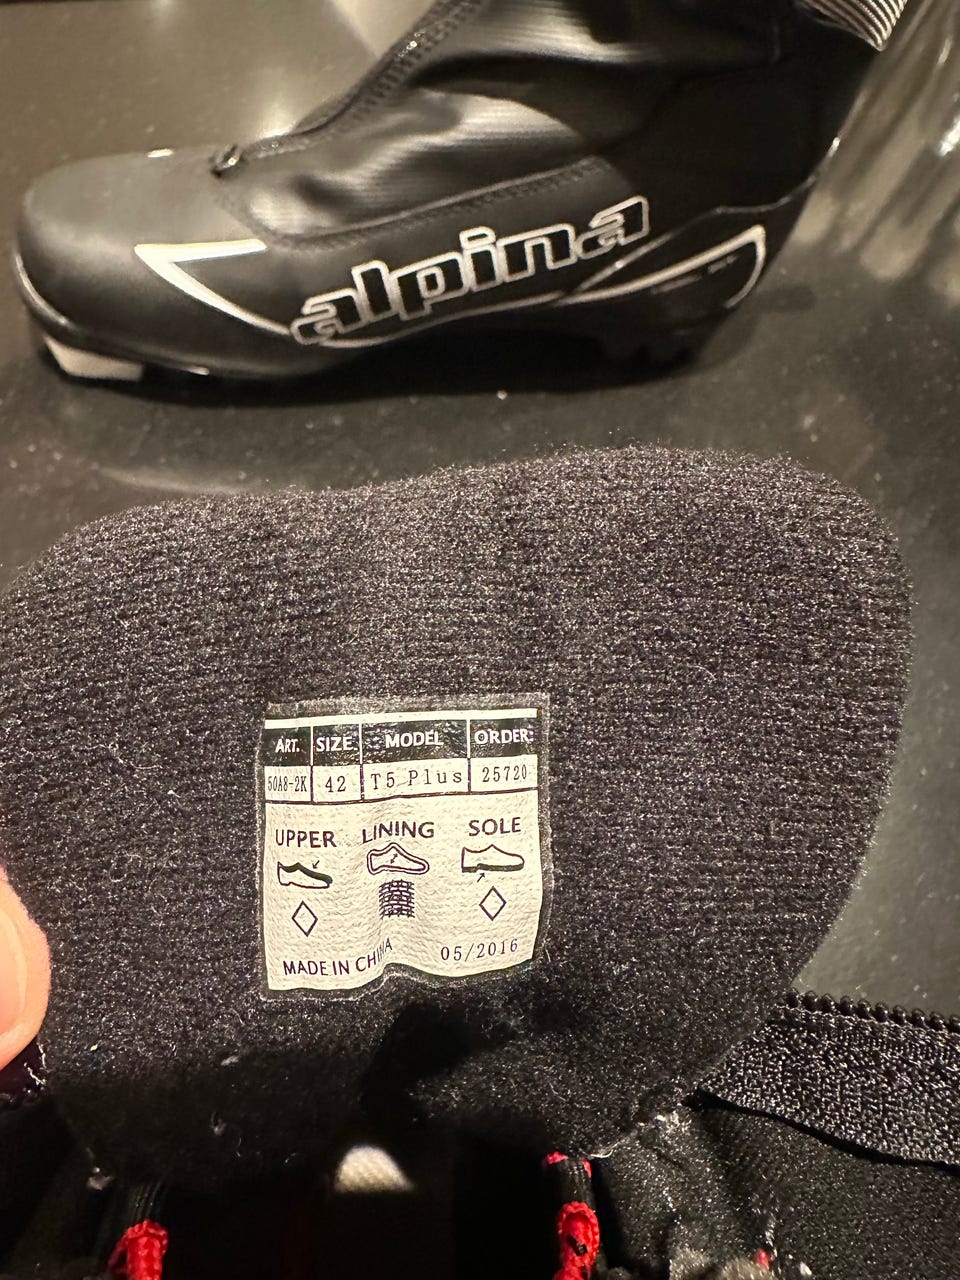 alpina
ART. SIZE MODEL ORDER:
50A8-2K 42 T5 Plus 25720
UPPER LINING SOLE
MADE IN CHINA 05/2016